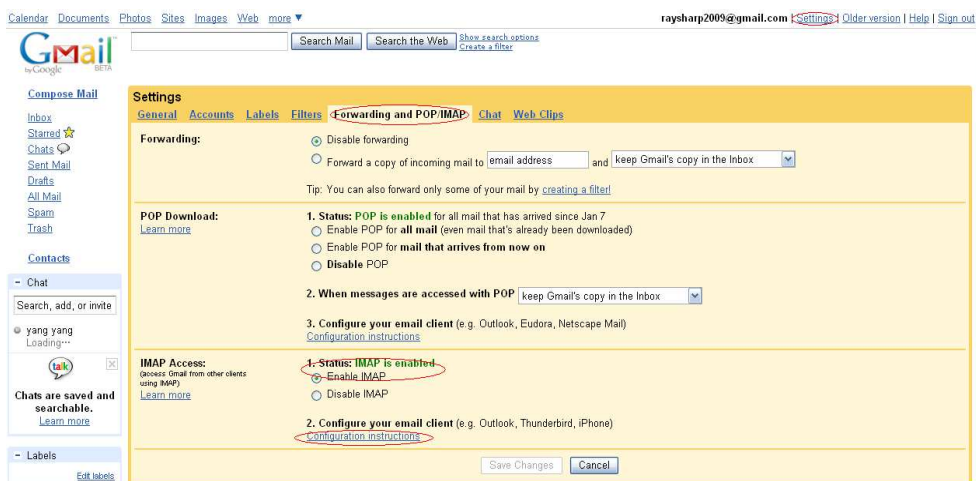 Calendar Documents Photos Sites Images Web more ▼
raysharp2009@gmail.com | Settings | Older version | Help | Sign out
Gmail
by Google BETA
Search Mail Search the Web Show search options
Create a filter
Compose Mail
Inbox
Starred
Chats
Sent Mail
Drafts
All Mail
Spam
Trash
Contacts
− Chat
Search, add, or invite
yang yang
Loading…
talk
Chats are saved and
searchable.
Learn more
− Labels
Edit labels
Settings
General Accounts Labels Filters Forwarding and POP/IMAP Chat Web Clips
Forwarding:
Disable forwarding
Forward a copy of incoming mail to email address and keep Gmail's copy in the Inbox
Tip: You can also forward only some of your mail by creating a filter!
POP Download:
Learn more
1. Status: POP is enabled for all mail that has arrived since Jan 7
Enable POP for all mail (even mail that's already been downloaded)
Enable POP for mail that arrives from now on
Disable POP
2. When messages are accessed with POP keep Gmail's copy in the Inbox
3. Configure your email client (e.g. Outlook, Eudora, Netscape Mail)
Configuration instructions
IMAP Access:
(access Gmail from other clients
using IMAP)
Learn more
1. Status: IMAP is enabled
Enable IMAP
Disable IMAP
2. Configure your email client (e.g. Outlook, Thunderbird, iPhone)
Configuration instructions
Save Changes Cancel